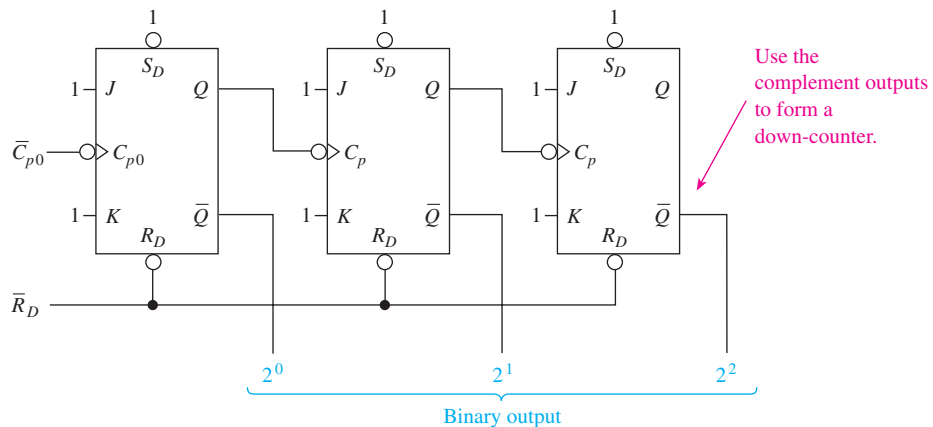 1 1 1
S_D S_D S_D
1 J Q 1 J Q 1 J Q
Use the
complement outputs
to form a
down-counter.
C̅_p0 C_p0 C_p C_p
1 K Q̅ 1 K Q̅ 1 K Q̅
R_D R_D R_D
R̅_D
2^0 2^1 2^2
Binary output